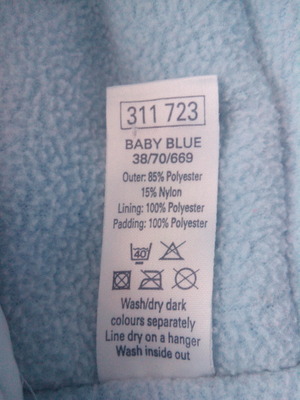 311 723
BABY BLUE
38/70/669
Outer: 85% Polyester
15% Nylon
Lining: 100% Polyester
Padding: 100% Polyester
40
Wash/dry dark
colours separately
Line dry on a hanger
Wash inside out